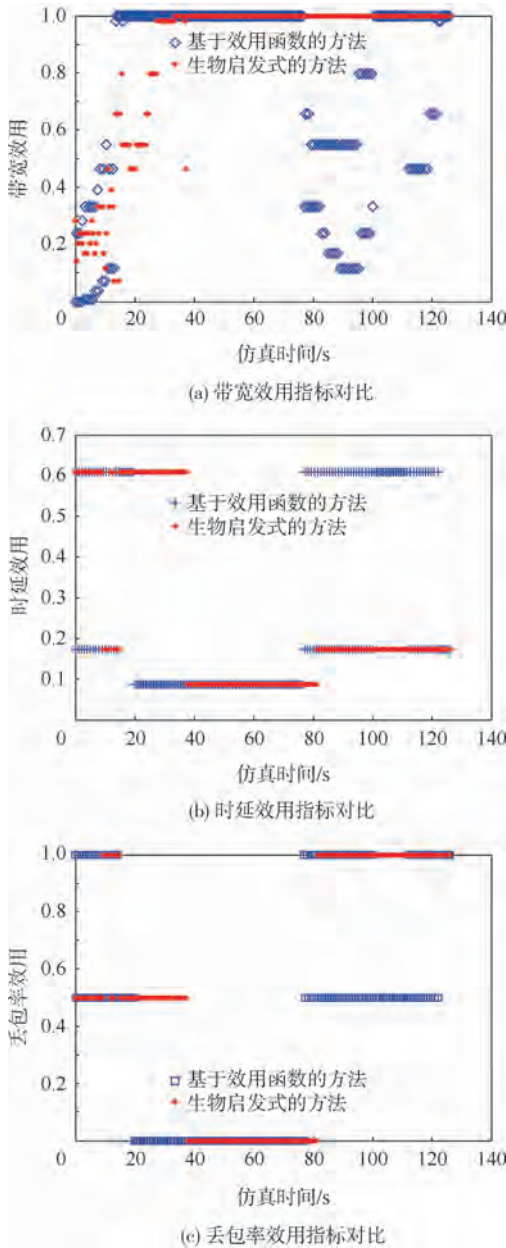 1.0
0.8
0.6
0.4
0.2
带宽效用
基于效用函数的方法
生物启发式的方法
0 20 40 60 80 100 120 140
仿真时间/s
(a) 带宽效用指标对比
0.7
0.6
0.5
0.4
0.3
0.2
0.1
时延效用
基于效用函数的方法
生物启发式的方法
0 20 40 60 80 100 120 140
仿真时间/s
(b) 时延效用指标对比
1.0
0.8
0.6
0.4
0.2
丢包率效用
基于效用函数的方法
生物启发式的方法
0 20 40 60 80 100 120 140
仿真时间/s
(c) 丢包率效用指标对比